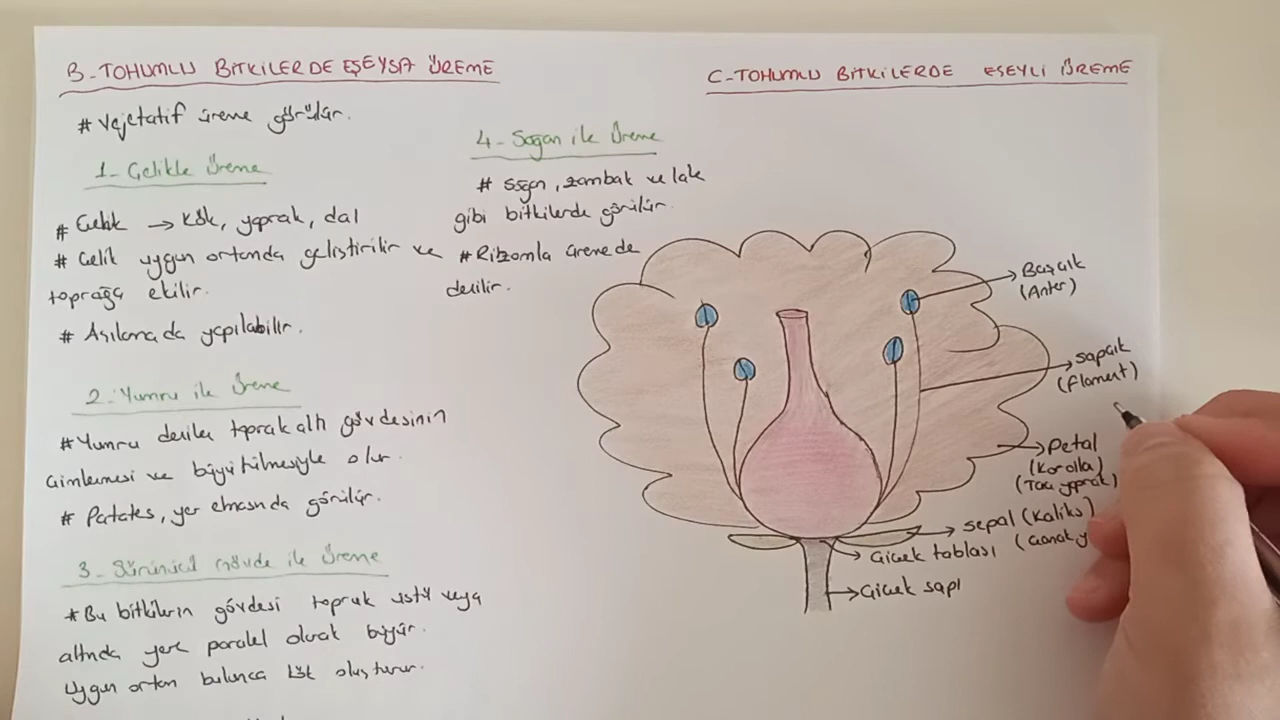 B-TOHUMLU BİTKİLERDE EŞEYSİZ ÜREME
# Vejetatif üreme görülür.
1- Çelikle Üreme
# Çelik → kök, yaprak, dal
# Çelik uygun ortamda geliştirilir ve
toprağa ekilir.
# Aşılama da yapılabilir.
2- Yumru ile Üreme
# Yumru denilen toprak altı gövdesinin
çimlenmesi ve büyütülmesiyle olur.
# Patates, yer elmasında görülür.
3- Sürünücü Gövde ile Üreme
* Bu bitkilerin gövdesi toprak üstü veya
altında yere paralel olarak büyür.
Uygun ortam bulunca kök oluşturur.
4- Soğan ile Üreme
# Soğan, zambak ve lale
gibi bitkilerde görülür.
# Rizomla üreme de
denilir.
C-TOHUMLU BİTKİLERDE EŞEYLİ ÜREME
Başçık
(Anter)
Sapçık
(filament)
Petal
(Korolla)
(Taç yaprak)
Sepal (Kaliks)
(Çanak y
Çiçek tablası
Çiçek sapı